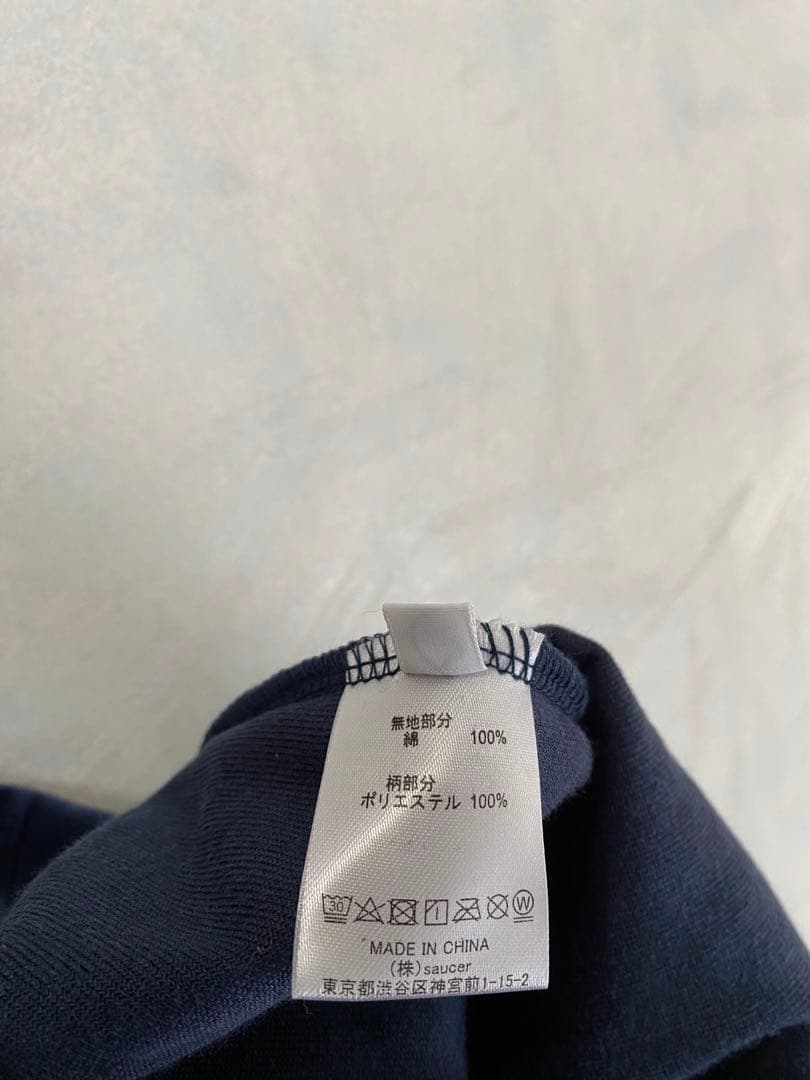 無地部分
綿 100%
柄部分
ポリエステル 100%
30 W
MADE IN CHINA
(株)saucer
東京都渋谷区神宮前1-15-2